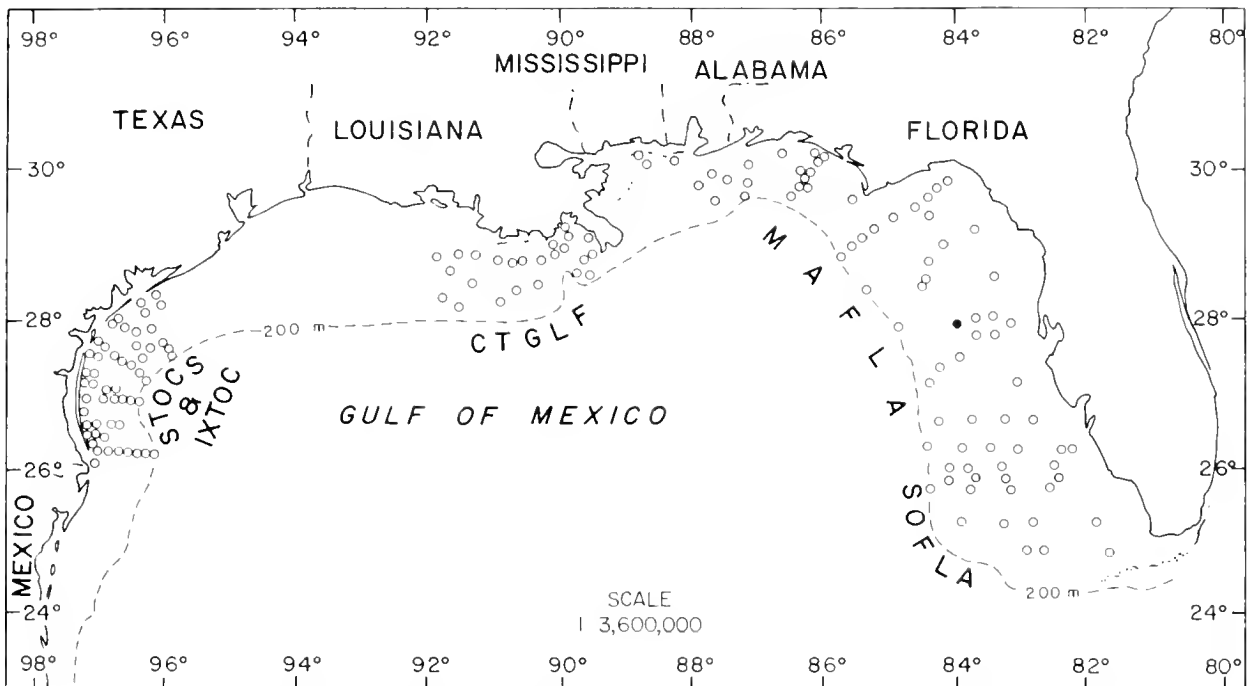 98° 96° 94° 92° 90° 88° 86° 84° 82° 80°
MISSISSIPPI ALABAMA
TEXAS LOUISIANA FLORIDA
30° 30°
28° 200 m 28°
CTGLF
MAFLA
STOCS
&
IXTOC
GULF OF MEXICO
26° 26°
SOFLA
MEXICO
200 m
24° 24°
SCALE
1 3,600,000
98° 96° 94° 92° 90° 88° 86° 84° 82° 80°